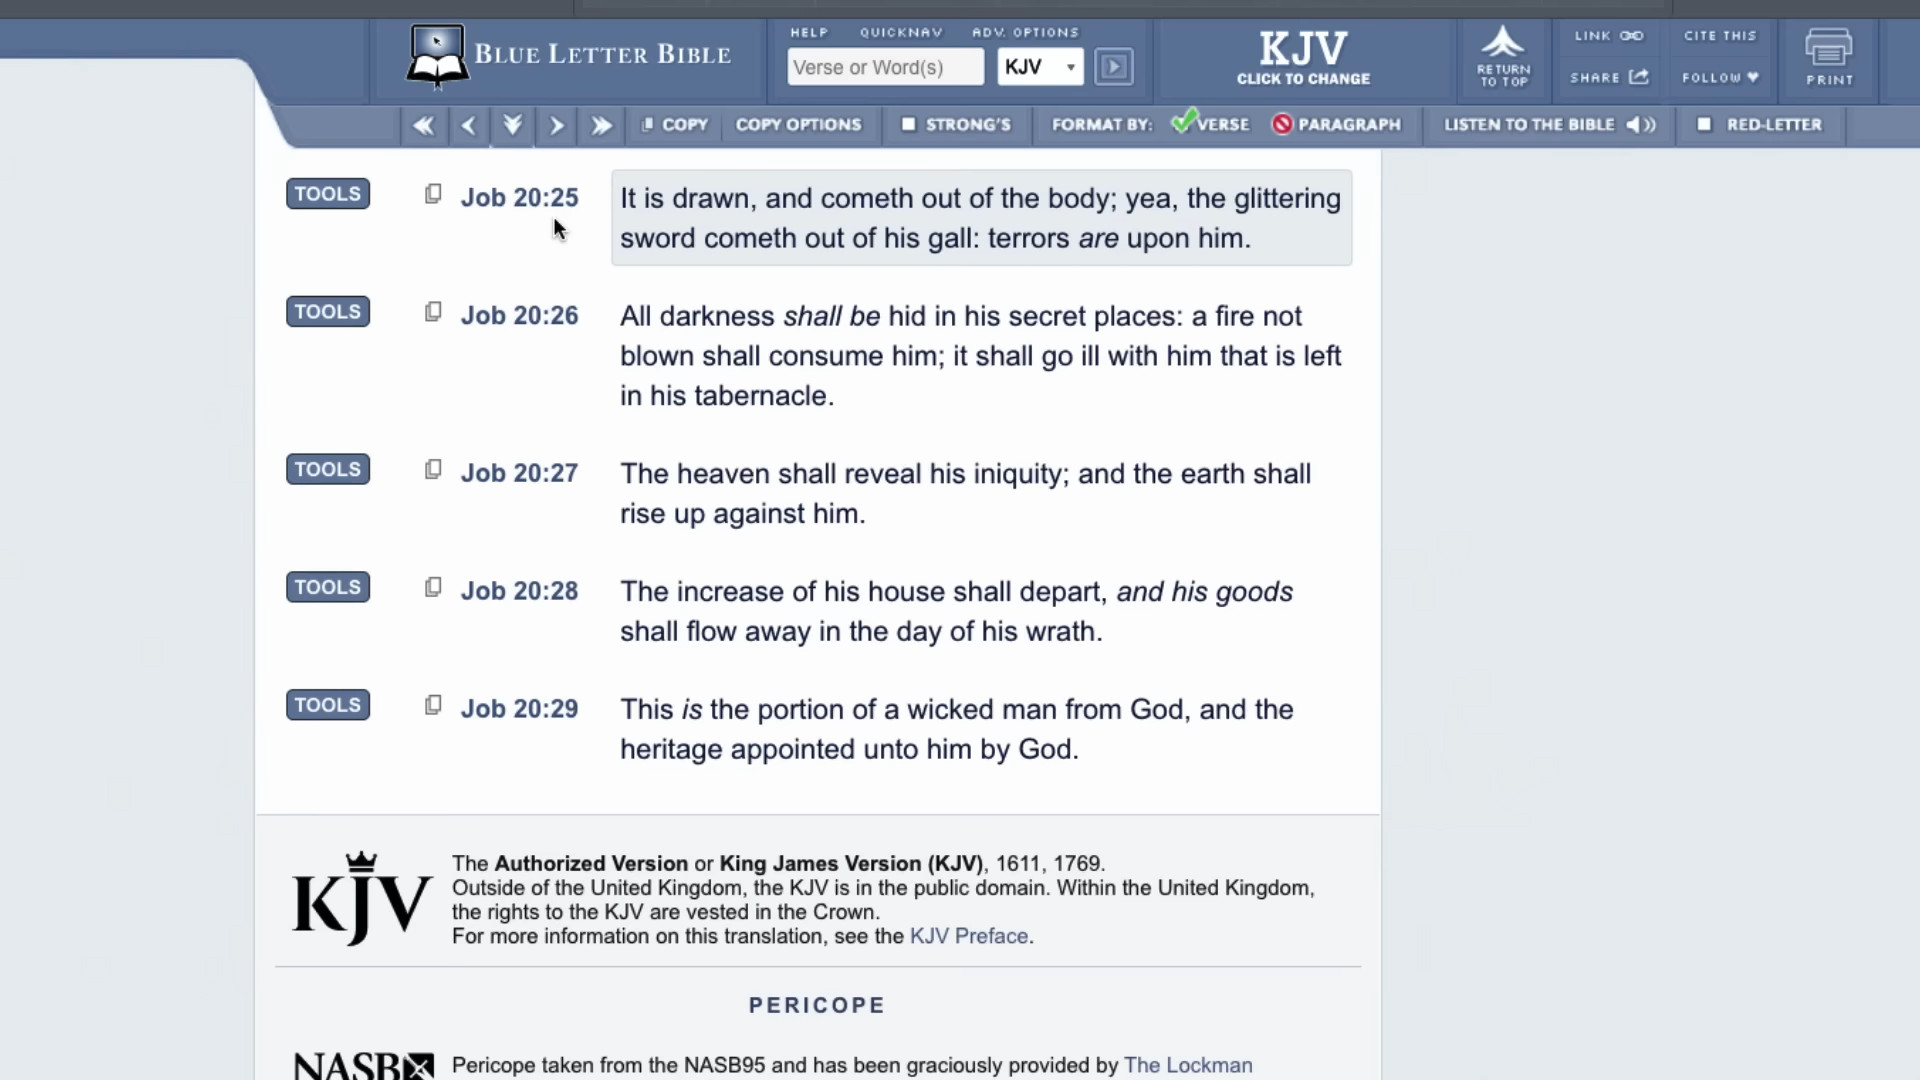 HELP QUICKNAV ADV. OPTIONS
BLUE LETTER BIBLE
Verse or Word(s)
KJV
KJV
CLICK TO CHANGE
RETURN
TO TOP
LINK
SHARE
CITE THIS
FOLLOW
PRINT
COPY COPY OPTIONS STRONG'S FORMAT BY: VERSE PARAGRAPH LISTEN TO THE BIBLE RED-LETTER
TOOLS Job 20:25 It is drawn, and cometh out of the body; yea, the glittering
sword cometh out of his gall: terrors are upon him.
TOOLS Job 20:26 All darkness shall be hid in his secret places: a fire not
blown shall consume him; it shall go ill with him that is left
in his tabernacle.
TOOLS Job 20:27 The heaven shall reveal his iniquity; and the earth shall
rise up against him.
TOOLS Job 20:28 The increase of his house shall depart, and his goods
shall flow away in the day of his wrath.
TOOLS Job 20:29 This is the portion of a wicked man from God, and the
heritage appointed unto him by God.
KJV
The Authorized Version or King James Version (KJV), 1611, 1769.
Outside of the United Kingdom, the KJV is in the public domain. Within the United Kingdom,
the rights to the KJV are vested in the Crown.
For more information on this translation, see the KJV Preface.
PERICOPE
NASB Pericope taken from the NASB95 and has been graciously provided by The Lockman